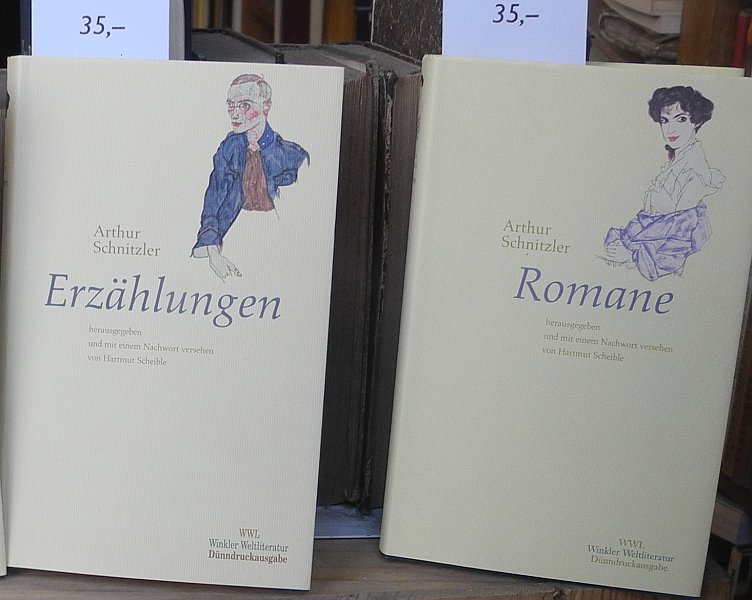 35,–
Arthur
Schnitzler
Erzählungen
herausgegeben
und mit einem Nachwort versehen
von Hartmut Scheible
WWL
Winkler Weltliteratur
Dünndruckausgabe
35,–
Arthur
Schnitzler
Romane
herausgegeben
und mit einem Nachwort versehen
von Hartmut Scheible
WWL
Winkler Weltliteratur
Dünndruckausgabe